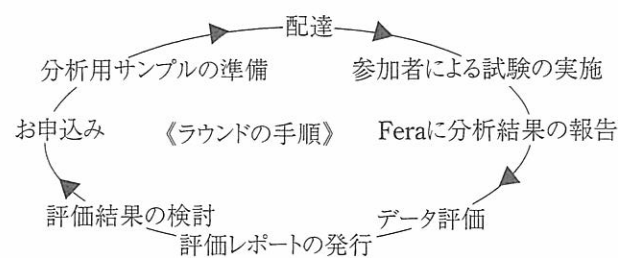 配達
分析用サンプルの準備
参加者による試験の実施
お申込み
《ラウンドの手順》
Feraに分析結果の報告
評価結果の検討
データ評価
評価レポートの発行